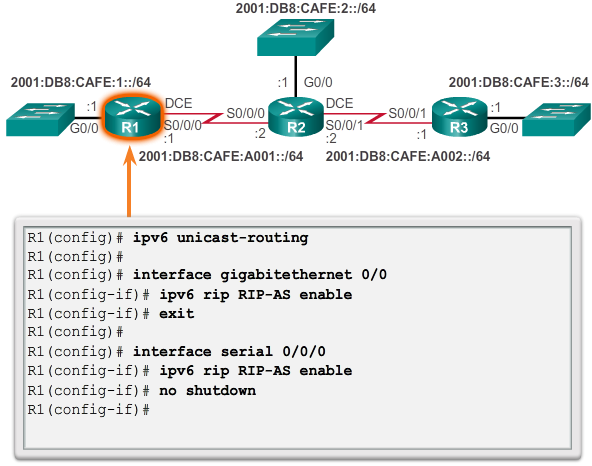 2001:DB8:CAFE:2::/64
2001:DB8:CAFE:1::/64
:1 G0/0
2001:DB8:CAFE:3::/64
:1
G0/0
R1
DCE
S0/0/0
:1
S0/0/0
:2
R2
DCE
S0/0/1
:2
S0/0/1
:1
R3
:1
G0/0
2001:DB8:CAFE:A001::/64
2001:DB8:CAFE:A002::/64
R1(config)# ipv6 unicast-routing
R1(config)#
R1(config)# interface gigabitethernet 0/0
R1(config-if)# ipv6 rip RIP-AS enable
R1(config-if)# exit
R1(config)#
R1(config)# interface serial 0/0/0
R1(config-if)# ipv6 rip RIP-AS enable
R1(config-if)# no shutdown
R1(config-if)#